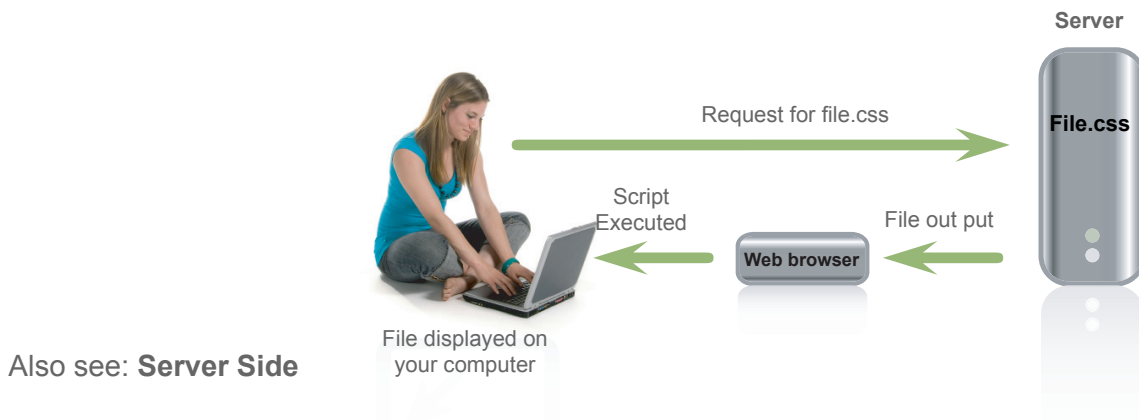 Server
Request for file.css
File.css
Script
Executed
File out put
Web browser
File displayed on
your computer
Also see: Server Side